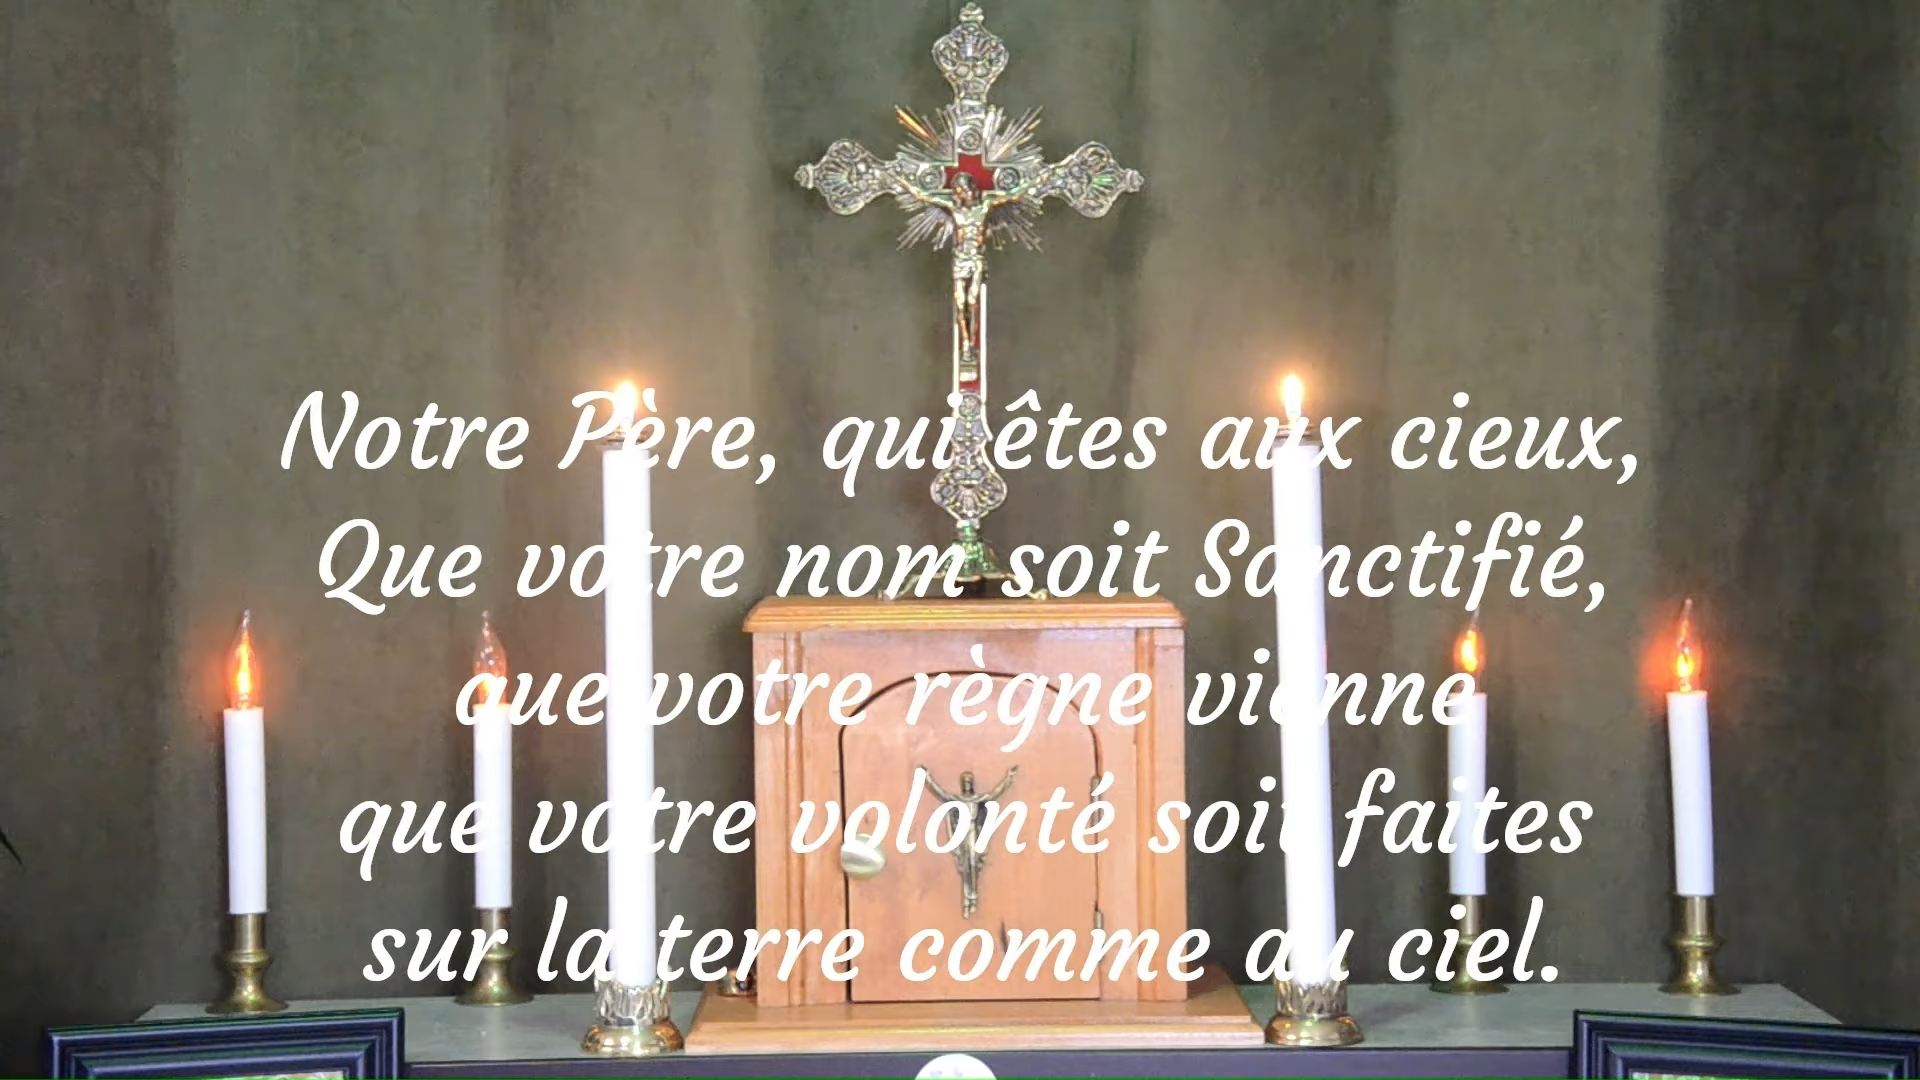 Notre Père, qui êtes aux cieux,
Que votre nom soit Sanctifié,
que votre règne vienne
que votre volonté soit faites
sur la terre comme au ciel.